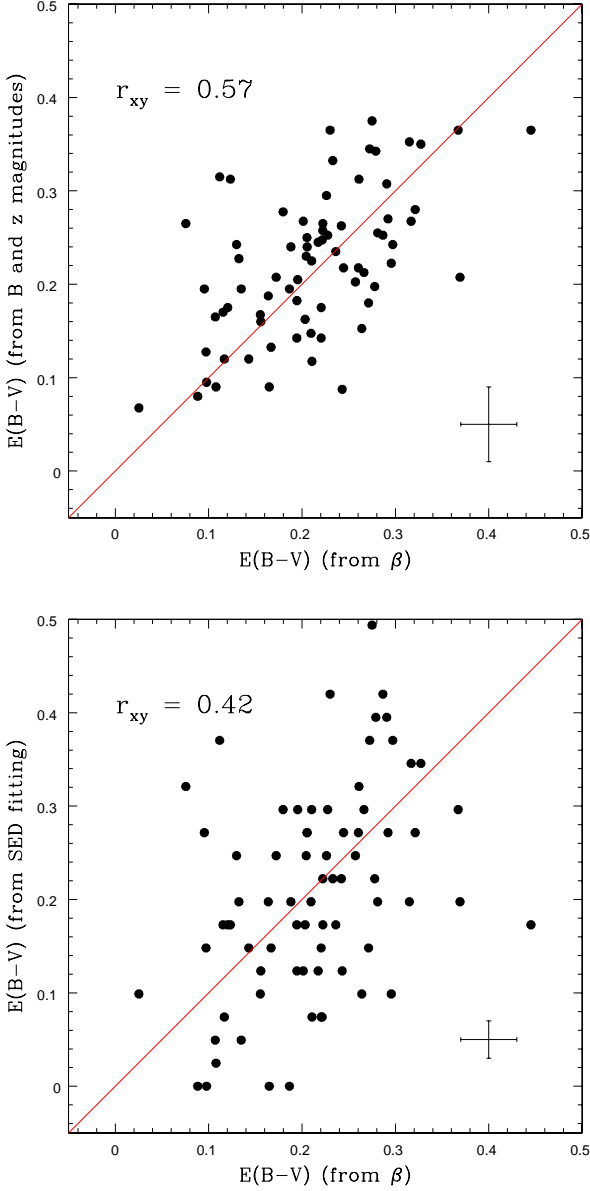 0.5
0.4
0.3
0.2
0.1
0
E(B−V) (from B and z magnitudes)
r_xy = 0.57
0 0.1 0.2 0.3 0.4 0.5
E(B−V) (from β)
0.5
0.4
0.3
0.2
0.1
0
E(B−V) (from SED fitting)
r_xy = 0.42
0 0.1 0.2 0.3 0.4 0.5
E(B−V) (from β)